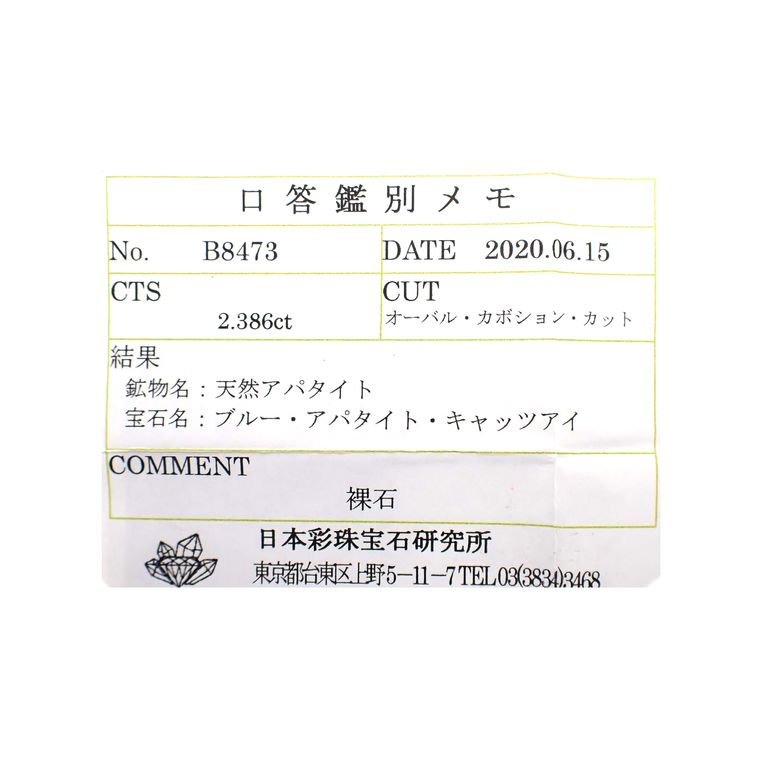 口答鑑別メモ
No. B8473 DATE 2020.06.15
CTS CUT
2.386ct オーバル・カボション・カット
結果
鉱物名：天然アパタイト
宝石名：ブルー・アパタイト・キャッツアイ
COMMENT
裸石
日本彩珠宝石研究所
東京都台東区上野5−11−7 TEL03(3834)3468